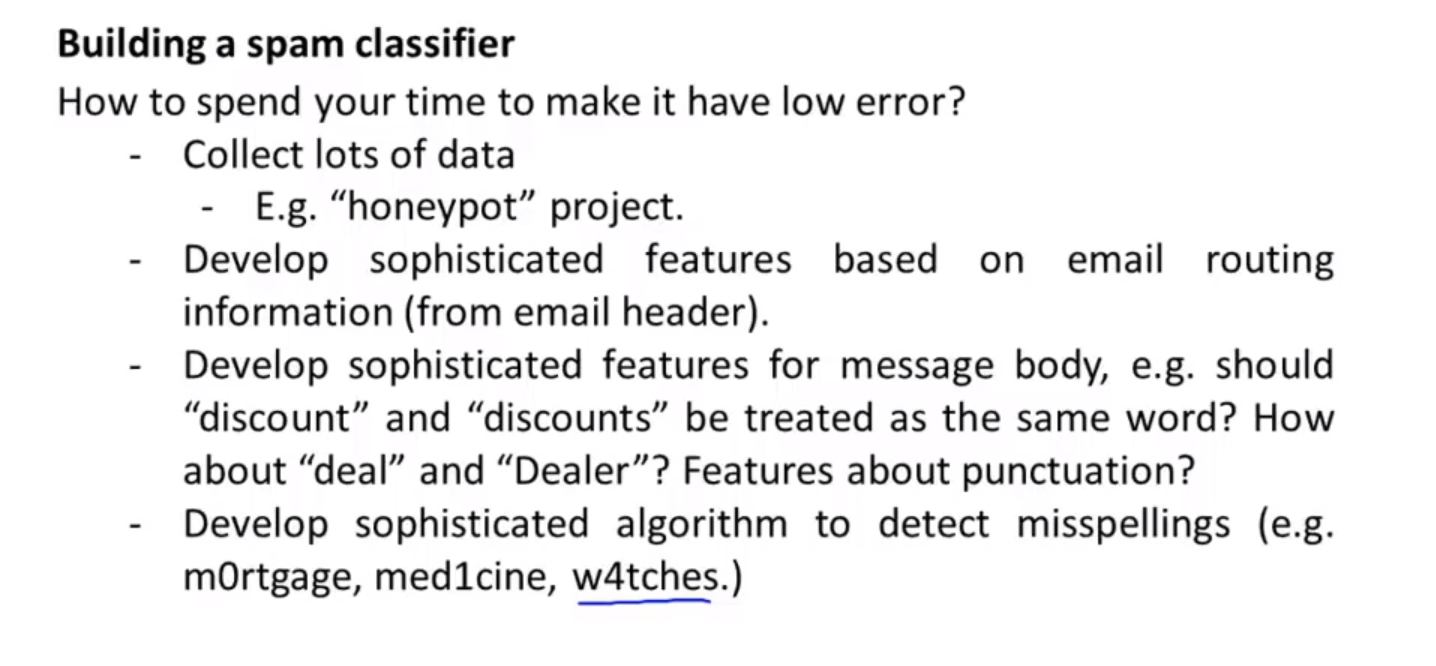 Building a spam classifier
How to spend your time to make it have low error?
- Collect lots of data
- E.g. “honeypot” project.
- Develop sophisticated features based on email routing
information (from email header).
- Develop sophisticated features for message body, e.g. should
“discount” and “discounts” be treated as the same word? How
about “deal” and “Dealer”? Features about punctuation?
- Develop sophisticated algorithm to detect misspellings (e.g.
m0rtgage, med1cine, w4tches.)